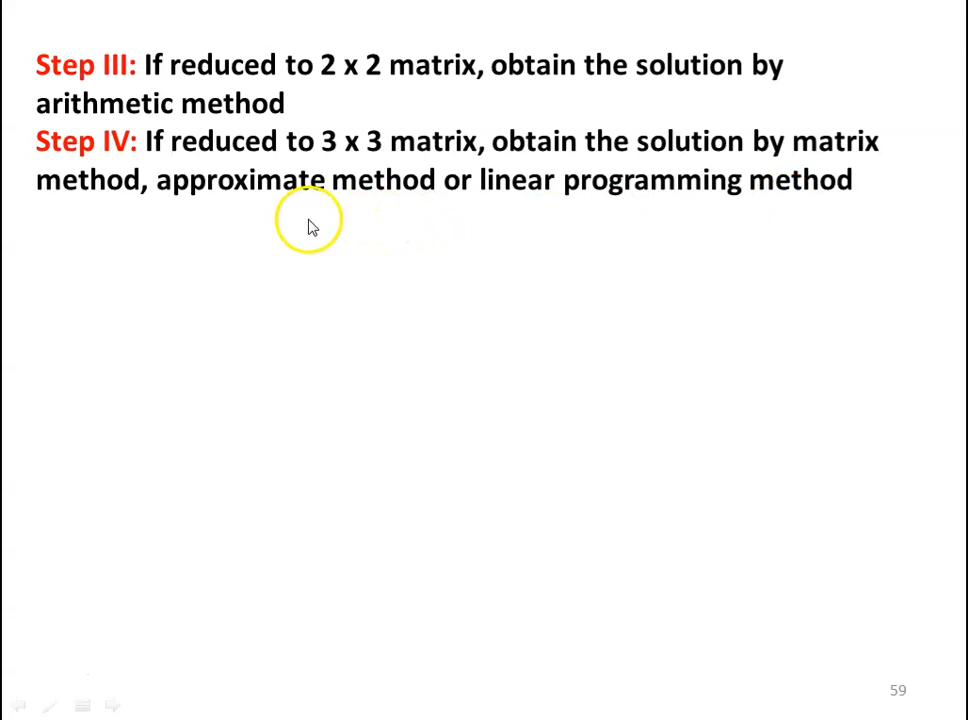 Step III: If reduced to 2 x 2 matrix, obtain the solution by
arithmetic method
Step IV: If reduced to 3 x 3 matrix, obtain the solution by matrix
method, approximate method or linear programming method
59